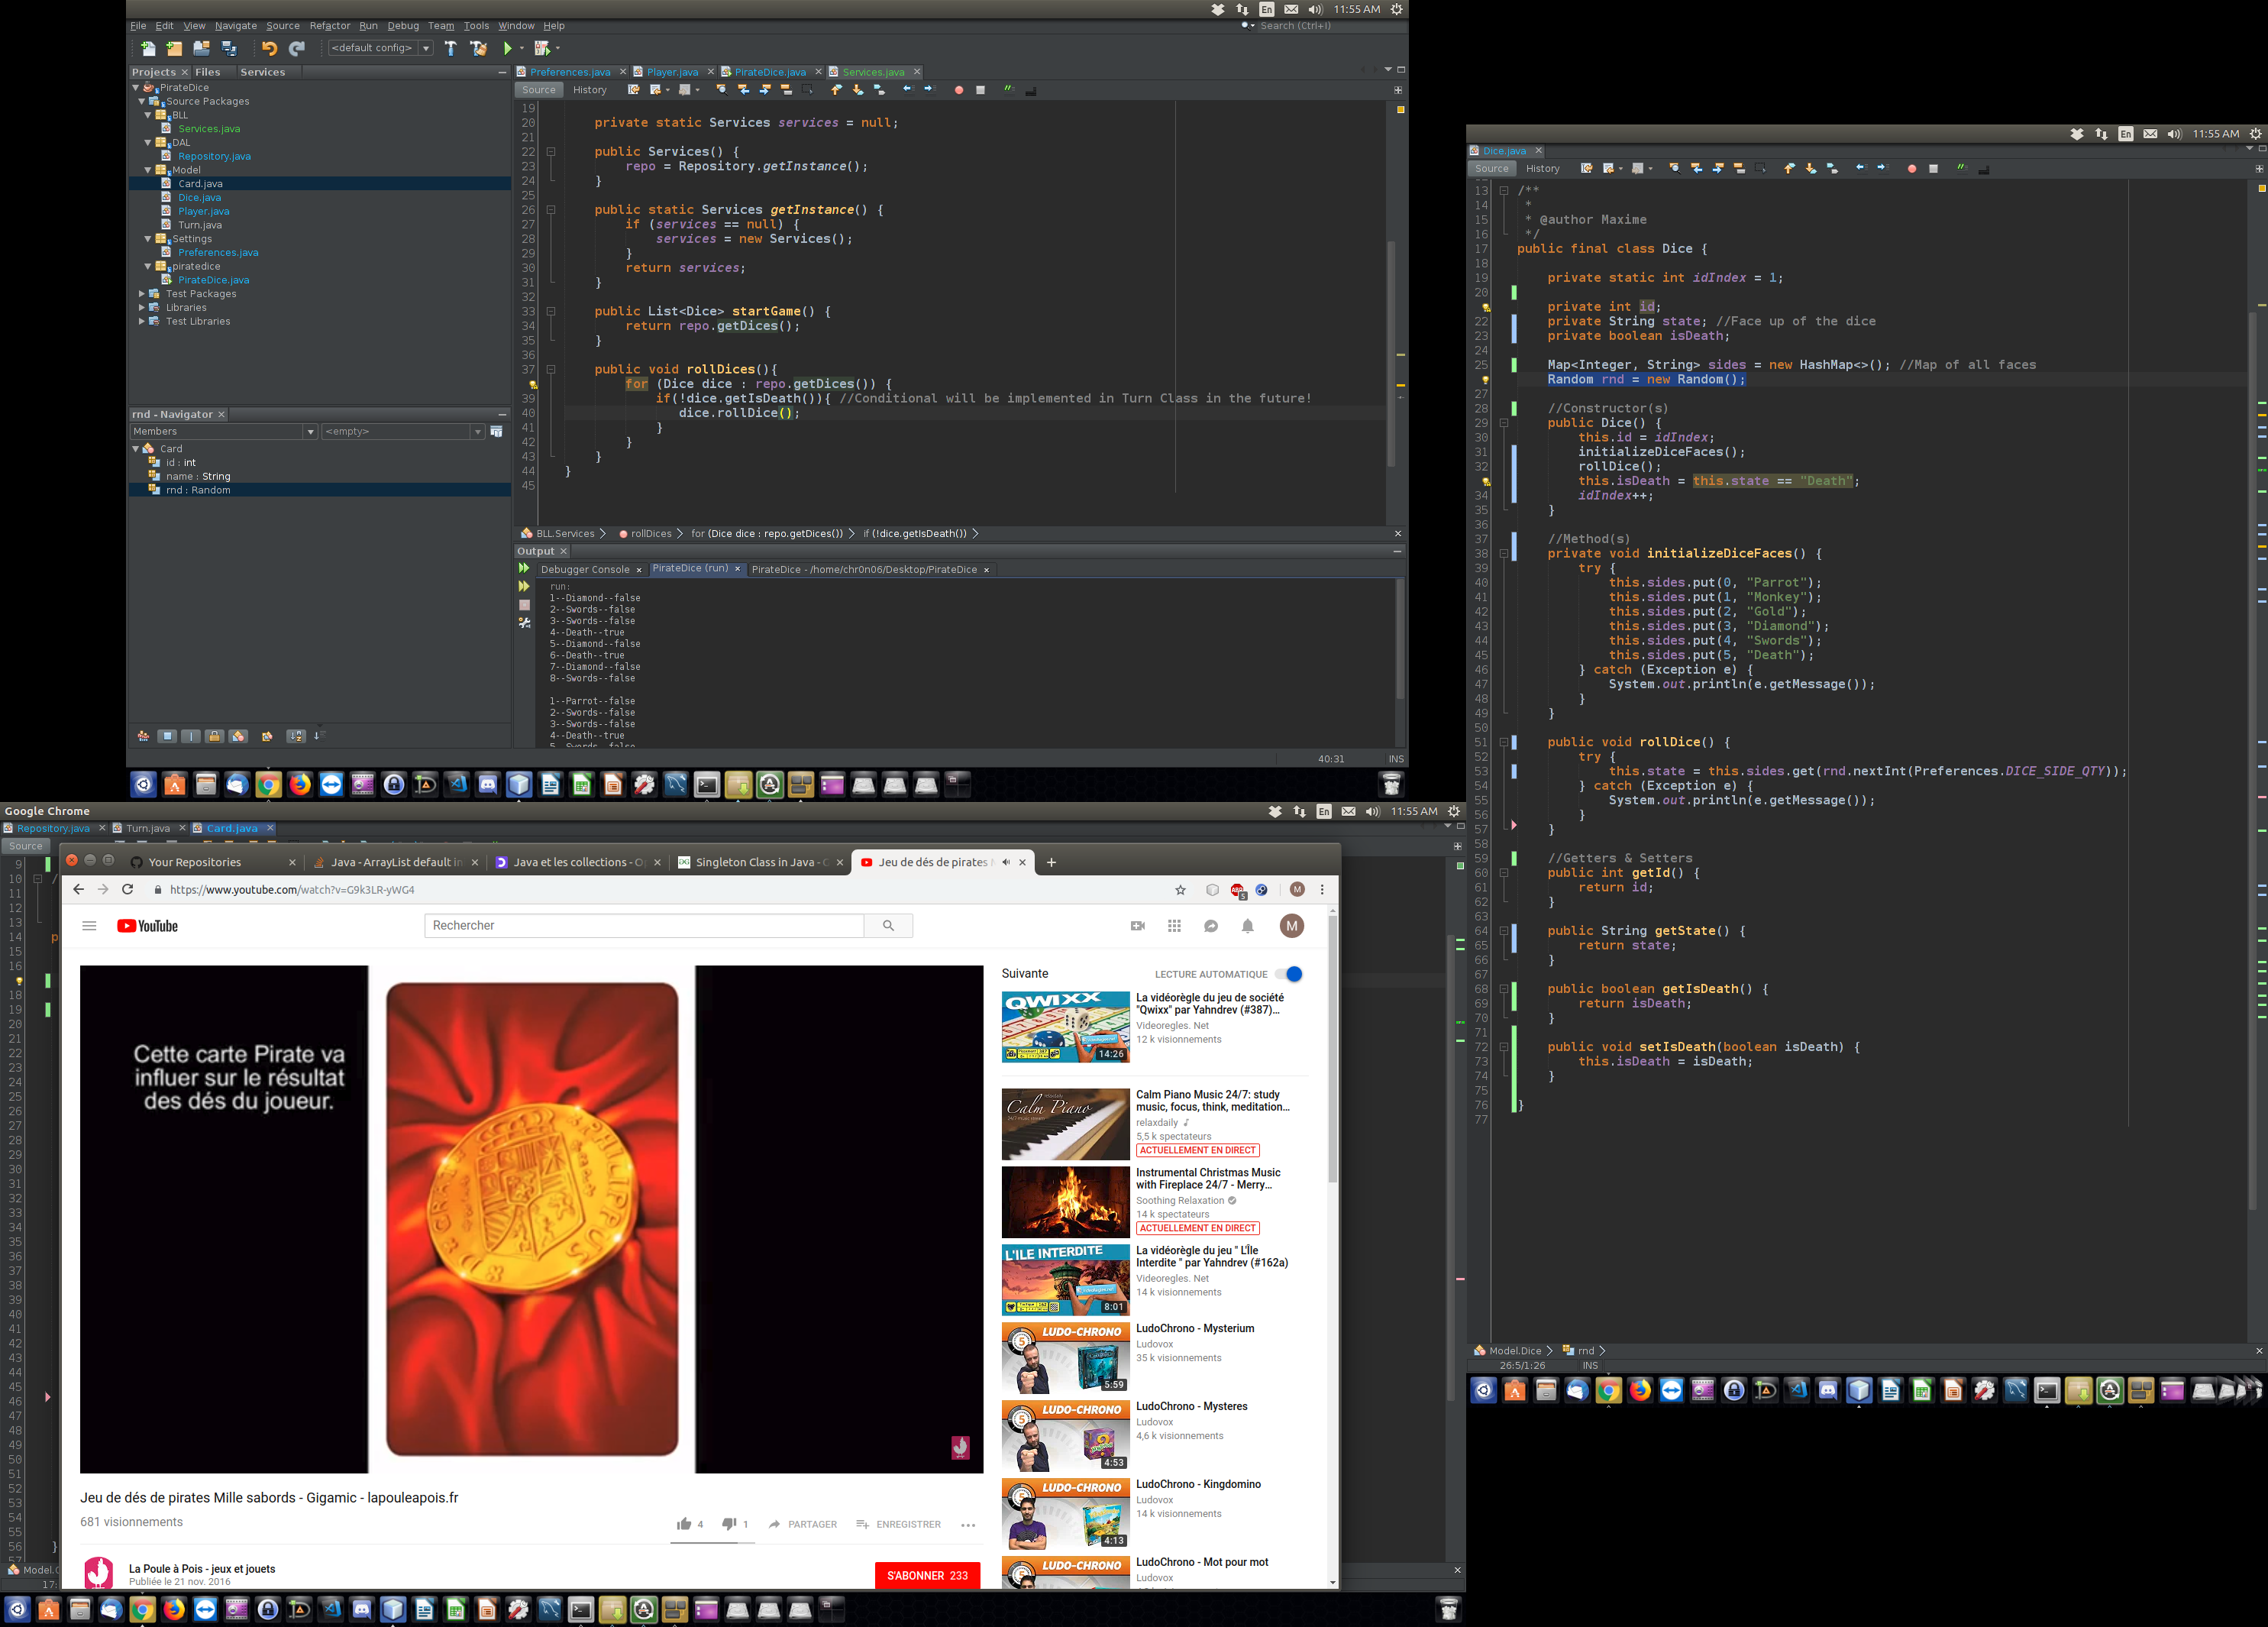 11:55 AM
File Edit View Navigate Source Refactor Run Debug Team Tools Window Help
Search (Ctrl+I)
<default config>
Projects Files Services
PirateDice
Source Packages
BLL
Services.java
DAL
Repository.java
Model
Card.java
Dice.java
Player.java
Turn.java
Settings
Preferences.java
piratedice
PirateDice.java
Test Packages
Libraries
Test Libraries
rnd - Navigator
Members <empty>
Card
id : int
name : String
rnd : Random
Preferences.java Player.java PirateDice.java Services.java
Source History
19
20 private static Services services = null;
21
22 public Services() {
23 repo = Repository.getInstance();
24 }
25
26 public static Services getInstance() {
27 if (services == null) {
28 services = new Services();
29 }
30 return services;
31 }
32
33 public List<Dice> startGame() {
34 return repo.getDices();
35 }
36
37 public void rollDices(){
for (Dice dice : repo.getDices()) {
39 if(!dice.getIsDeath()){ //Conditional will be implemented in Turn Class in the future!
40 dice.rollDice();
41 }
42 }
43 }
44 }
45
BLL.Services rollDices for (Dice dice : repo.getDices()) if (!dice.getIsDeath())
Output
Debugger Console PirateDice (run) PirateDice - /home/chr0n06/Desktop/PirateDice
run:
1--Diamond--false
2--Swords--false
3--Swords--false
4--Death--true
5--Diamond--false
6--Death--true
7--Diamond--false
8--Swords--false
1--Parrot--false
2--Swords--false
3--Swords--false
4--Death--true
5--Swords--false
40:31 INS
En 11:55 AM
Dice.java
Source History
13 /**
14 *
15 * @author Maxime
16 */
17 public final class Dice {
18
19 private static int idIndex = 1;
20
private int id;
22 private String state; //Face up of the dice
23 private boolean isDeath;
24
25 Map<Integer, String> sides = new HashMap<>(); //Map of all faces
Random rnd = new Random();
27
28 //Constructor(s)
29 public Dice() {
30 this.id = idIndex;
31 initializeDiceFaces();
32 rollDice();
this.isDeath = this.state == "Death";
34 idIndex++;
35 }
36
37 //Method(s)
38 private void initializeDiceFaces() {
39 try {
40 this.sides.put(0, "Parrot");
41 this.sides.put(1, "Monkey");
42 this.sides.put(2, "Gold");
43 this.sides.put(3, "Diamond");
44 this.sides.put(4, "Swords");
45 this.sides.put(5, "Death");
46 } catch (Exception e) {
47 System.out.println(e.getMessage());
48 }
49 }
50
51 public void rollDice() {
52 try {
53 this.state = this.sides.get(rnd.nextInt(Preferences.DICE_SIDE_QTY));
54 } catch (Exception e) {
55 System.out.println(e.getMessage());
56 }
57 }
58
59 //Getters & Setters
60 public int getId() {
61 return id;
62 }
63
64 public String getState() {
65 return state;
66 }
67
68 public boolean getIsDeath() {
69 return isDeath;
70 }
71
72 public void setIsDeath(boolean isDeath) {
73 this.isDeath = isDeath;
74 }
75
76 }
77
Model.Dice rnd
26:5/1:26 INS
Google Chrome
En 11:55 AM
Repository.java Turn.java Card.java
Source
Your Repositories
Java - ArrayList default in
Java et les collections - O
Singleton Class in Java -
Jeu de dés de pirates
https://www.youtube.com/watch?v=G9k3LR-yWG4
YouTube
Rechercher
M
Cette carte Pirate va
influer sur le résultat
des dés du joueur.
Jeu de dés de pirates Mille sabords - Gigamic - lapouleapois.fr
681 visionnements
4 1 PARTAGER ENREGISTRER
La Poule à Pois - jeux et jouets
Publiée le 21 nov. 2016
S'ABONNER 233
Suivante LECTURE AUTOMATIQUE
QWIXX
14:26
La vidéorègle du jeu de société
"Qwixx" par Yahndrev (#387)...
Videoregles. Net
12 k visionnements
Calm Piano
Calm Piano Music 24/7: study
music, focus, think, meditation...
relaxdaily
5,5 k spectateurs
ACTUELLEMENT EN DIRECT
Instrumental Christmas Music
with Fireplace 24/7 - Merry...
Soothing Relaxation
14 k spectateurs
ACTUELLEMENT EN DIRECT
L'ILE INTERDITE
8:01
La vidéorègle du jeu " L'Île
Interdite " par Yahndrev (#162a)
Videoregles. Net
14 k visionnements
LUDO-CHRONO
5:59
LudoChrono - Mysterium
Ludovox
35 k visionnements
LUDO-CHRONO
4:53
LudoChrono - Mysteres
Ludovox
4,6 k visionnements
LUDO-CHRONO
4:13
LudoChrono - Kingdomino
Ludovox
14 k visionnements
LUDO-CHRONO
LudoChrono - Mot pour mot
Ludovox